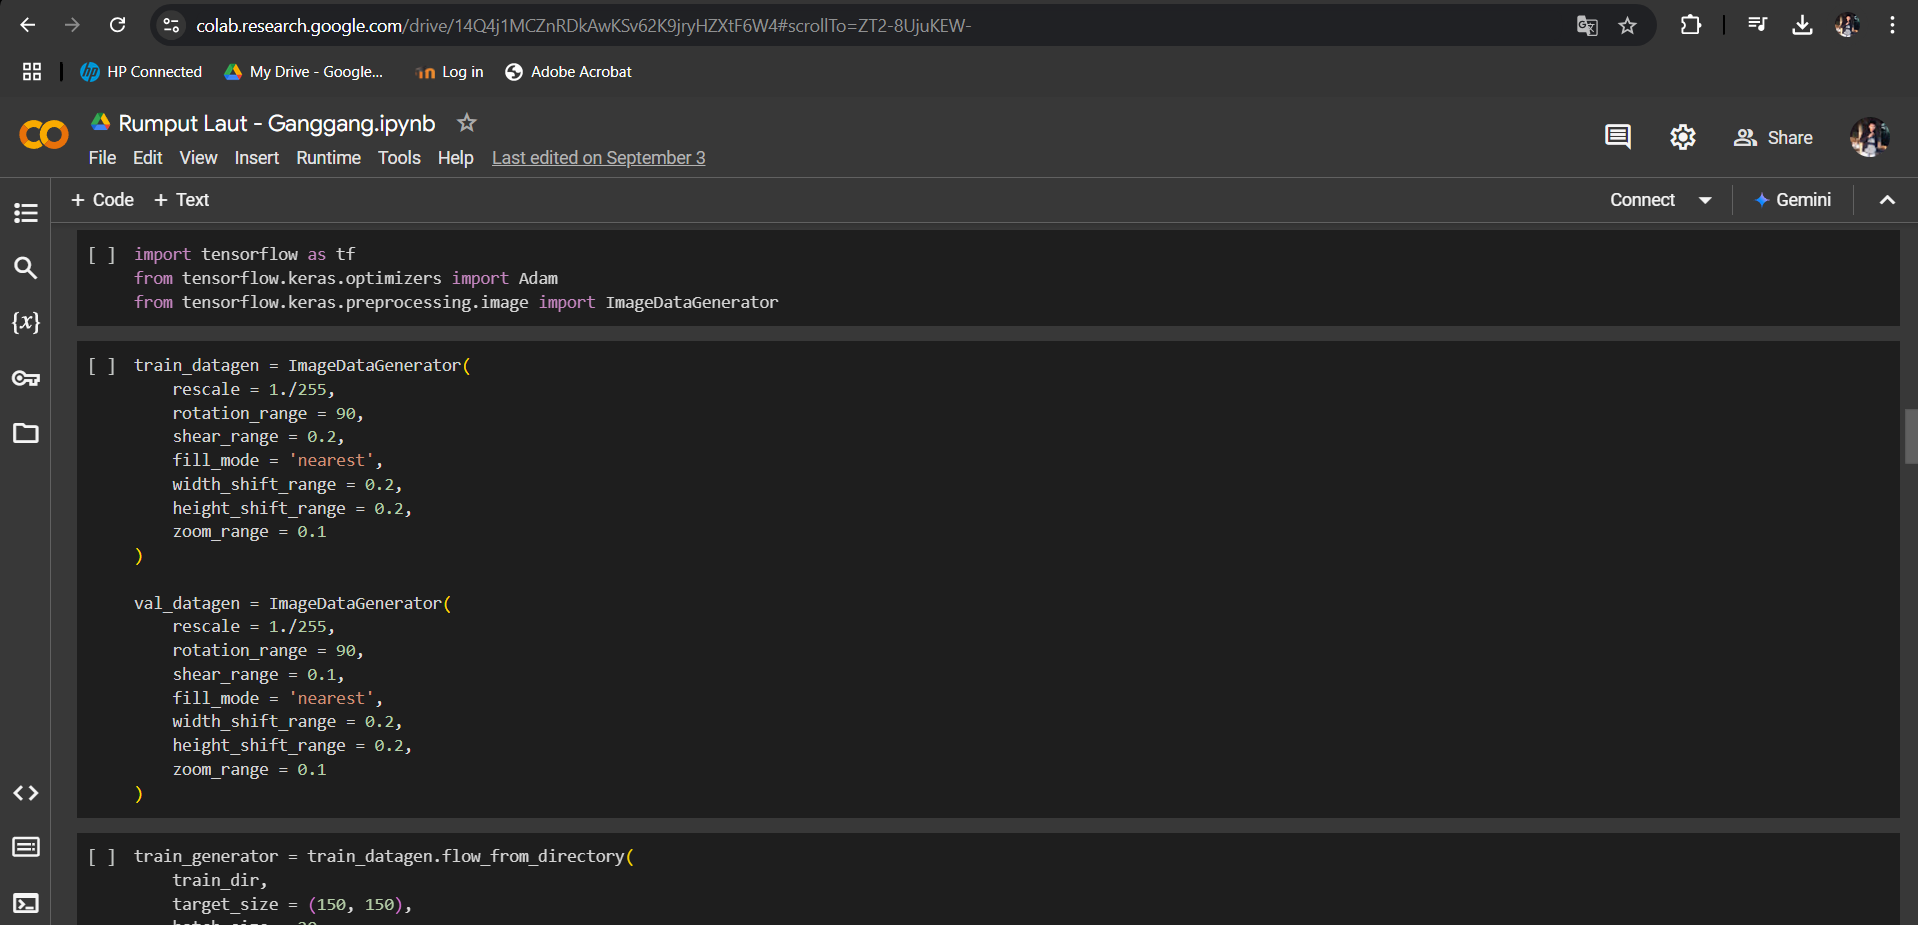 colab.research.google.com/drive/14Q4j1MCZnRDkAwKSv62K9jryHZXtF6W4#scrollTo=ZT2-8UjuKEW-
HP Connected My Drive - Google... Log in Adobe Acrobat
Rumput Laut - Ganggang.ipynb
File Edit View Insert Runtime Tools Help Last edited on September 3
Share
+ Code + Text
Connect Gemini
[ ] import tensorflow as tf
from tensorflow.keras.optimizers import Adam
from tensorflow.keras.preprocessing.image import ImageDataGenerator
[ ] train_datagen = ImageDataGenerator(
rescale = 1./255,
rotation_range = 90,
shear_range = 0.2,
fill_mode = 'nearest',
width_shift_range = 0.2,
height_shift_range = 0.2,
zoom_range = 0.1
)
val_datagen = ImageDataGenerator(
rescale = 1./255,
rotation_range = 90,
shear_range = 0.1,
fill_mode = 'nearest',
width_shift_range = 0.2,
height_shift_range = 0.2,
zoom_range = 0.1
)
[ ] train_generator = train_datagen.flow_from_directory(
train_dir,
target_size = (150, 150),